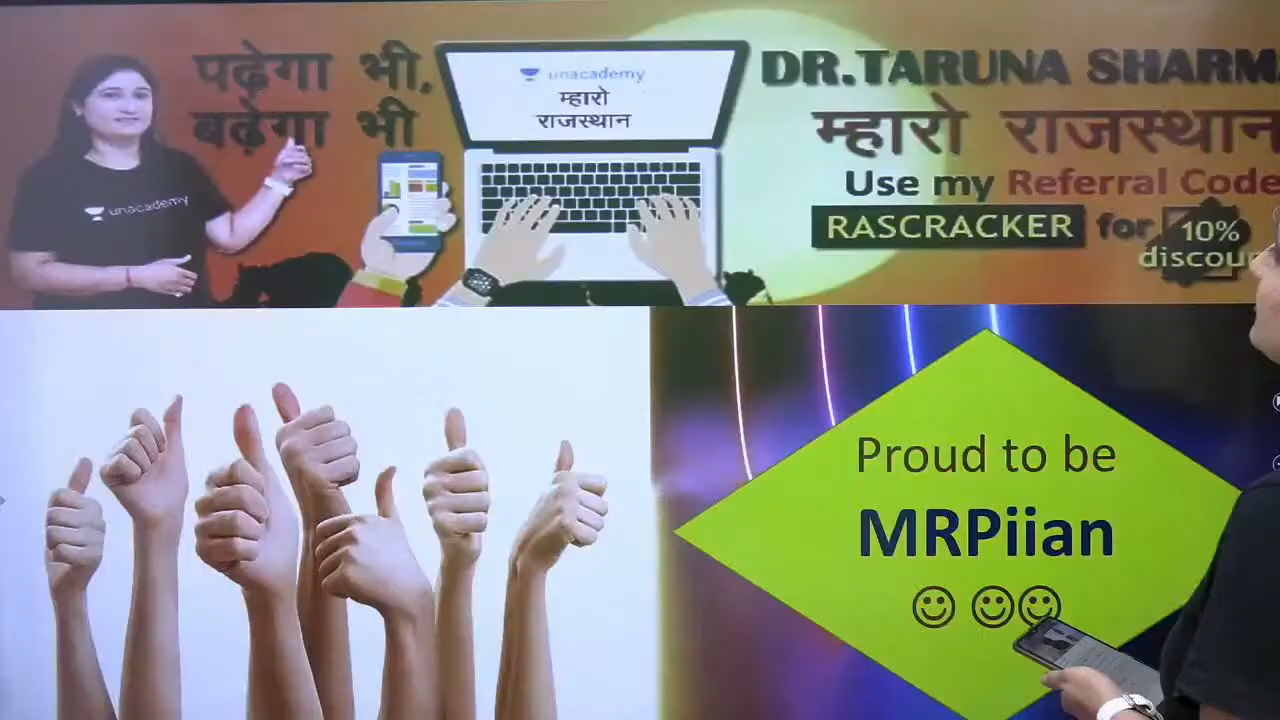 पढ़ेगा भी,
बढ़ेगा भी
unacademy
unacademy
म्हारो
राजस्थान
DR.TARUNA SHARM
म्हारो राजस्थान
Use my Referral Code
RASCRACKER for 10%
discoun
Proud to be
MRPiian